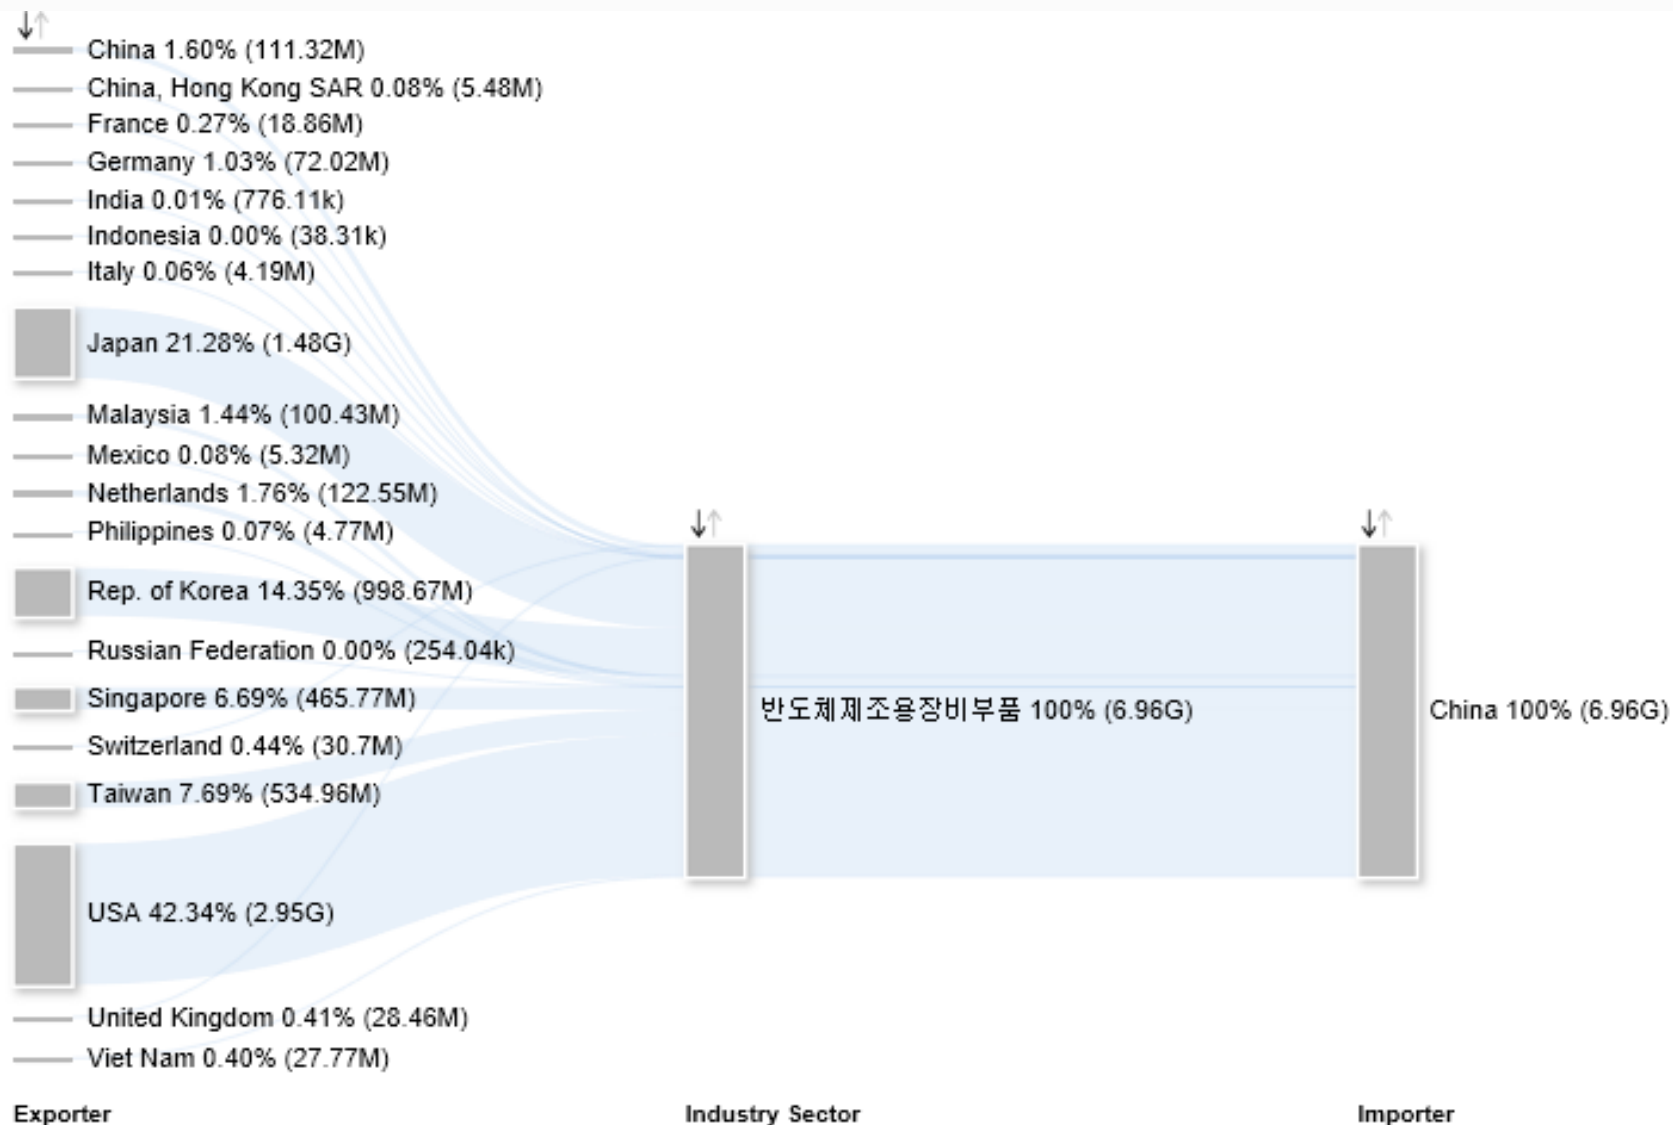 China 1.60% (111.32M)
China, Hong Kong SAR 0.08% (5.48M)
France 0.27% (18.86M)
Germany 1.03% (72.02M)
India 0.01% (776.11k)
Indonesia 0.00% (38.31k)
Italy 0.06% (4.19M)
Japan 21.28% (1.48G)
Malaysia 1.44% (100.43M)
Mexico 0.08% (5.32M)
Netherlands 1.76% (122.55M)
Philippines 0.07% (4.77M)
Rep. of Korea 14.35% (998.67M)
Russian Federation 0.00% (254.04k)
Singapore 6.69% (465.77M)
Switzerland 0.44% (30.7M)
Taiwan 7.69% (534.96M)
USA 42.34% (2.95G)
United Kingdom 0.41% (28.46M)
Viet Nam 0.40% (27.77M)
Exporter
반도체제조용장비부품 100% (6.96G)
Industry Sector
China 100% (6.96G)
Importer